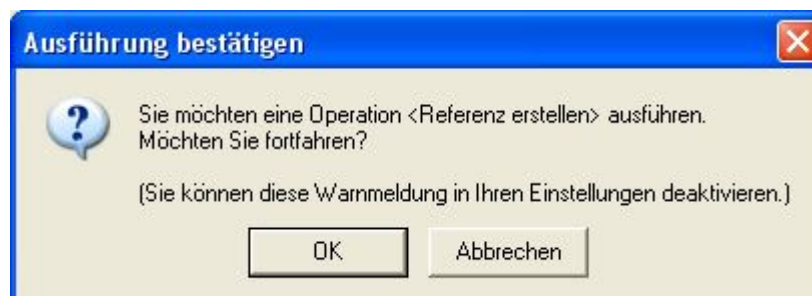 Ausführung bestätigen
Sie möchten eine Operation <Referenz erstellen> ausführen.
Möchten Sie fortfahren?
(Sie können diese Warnmeldung in Ihren Einstellungen deaktivieren.)
OK
Abbrechen